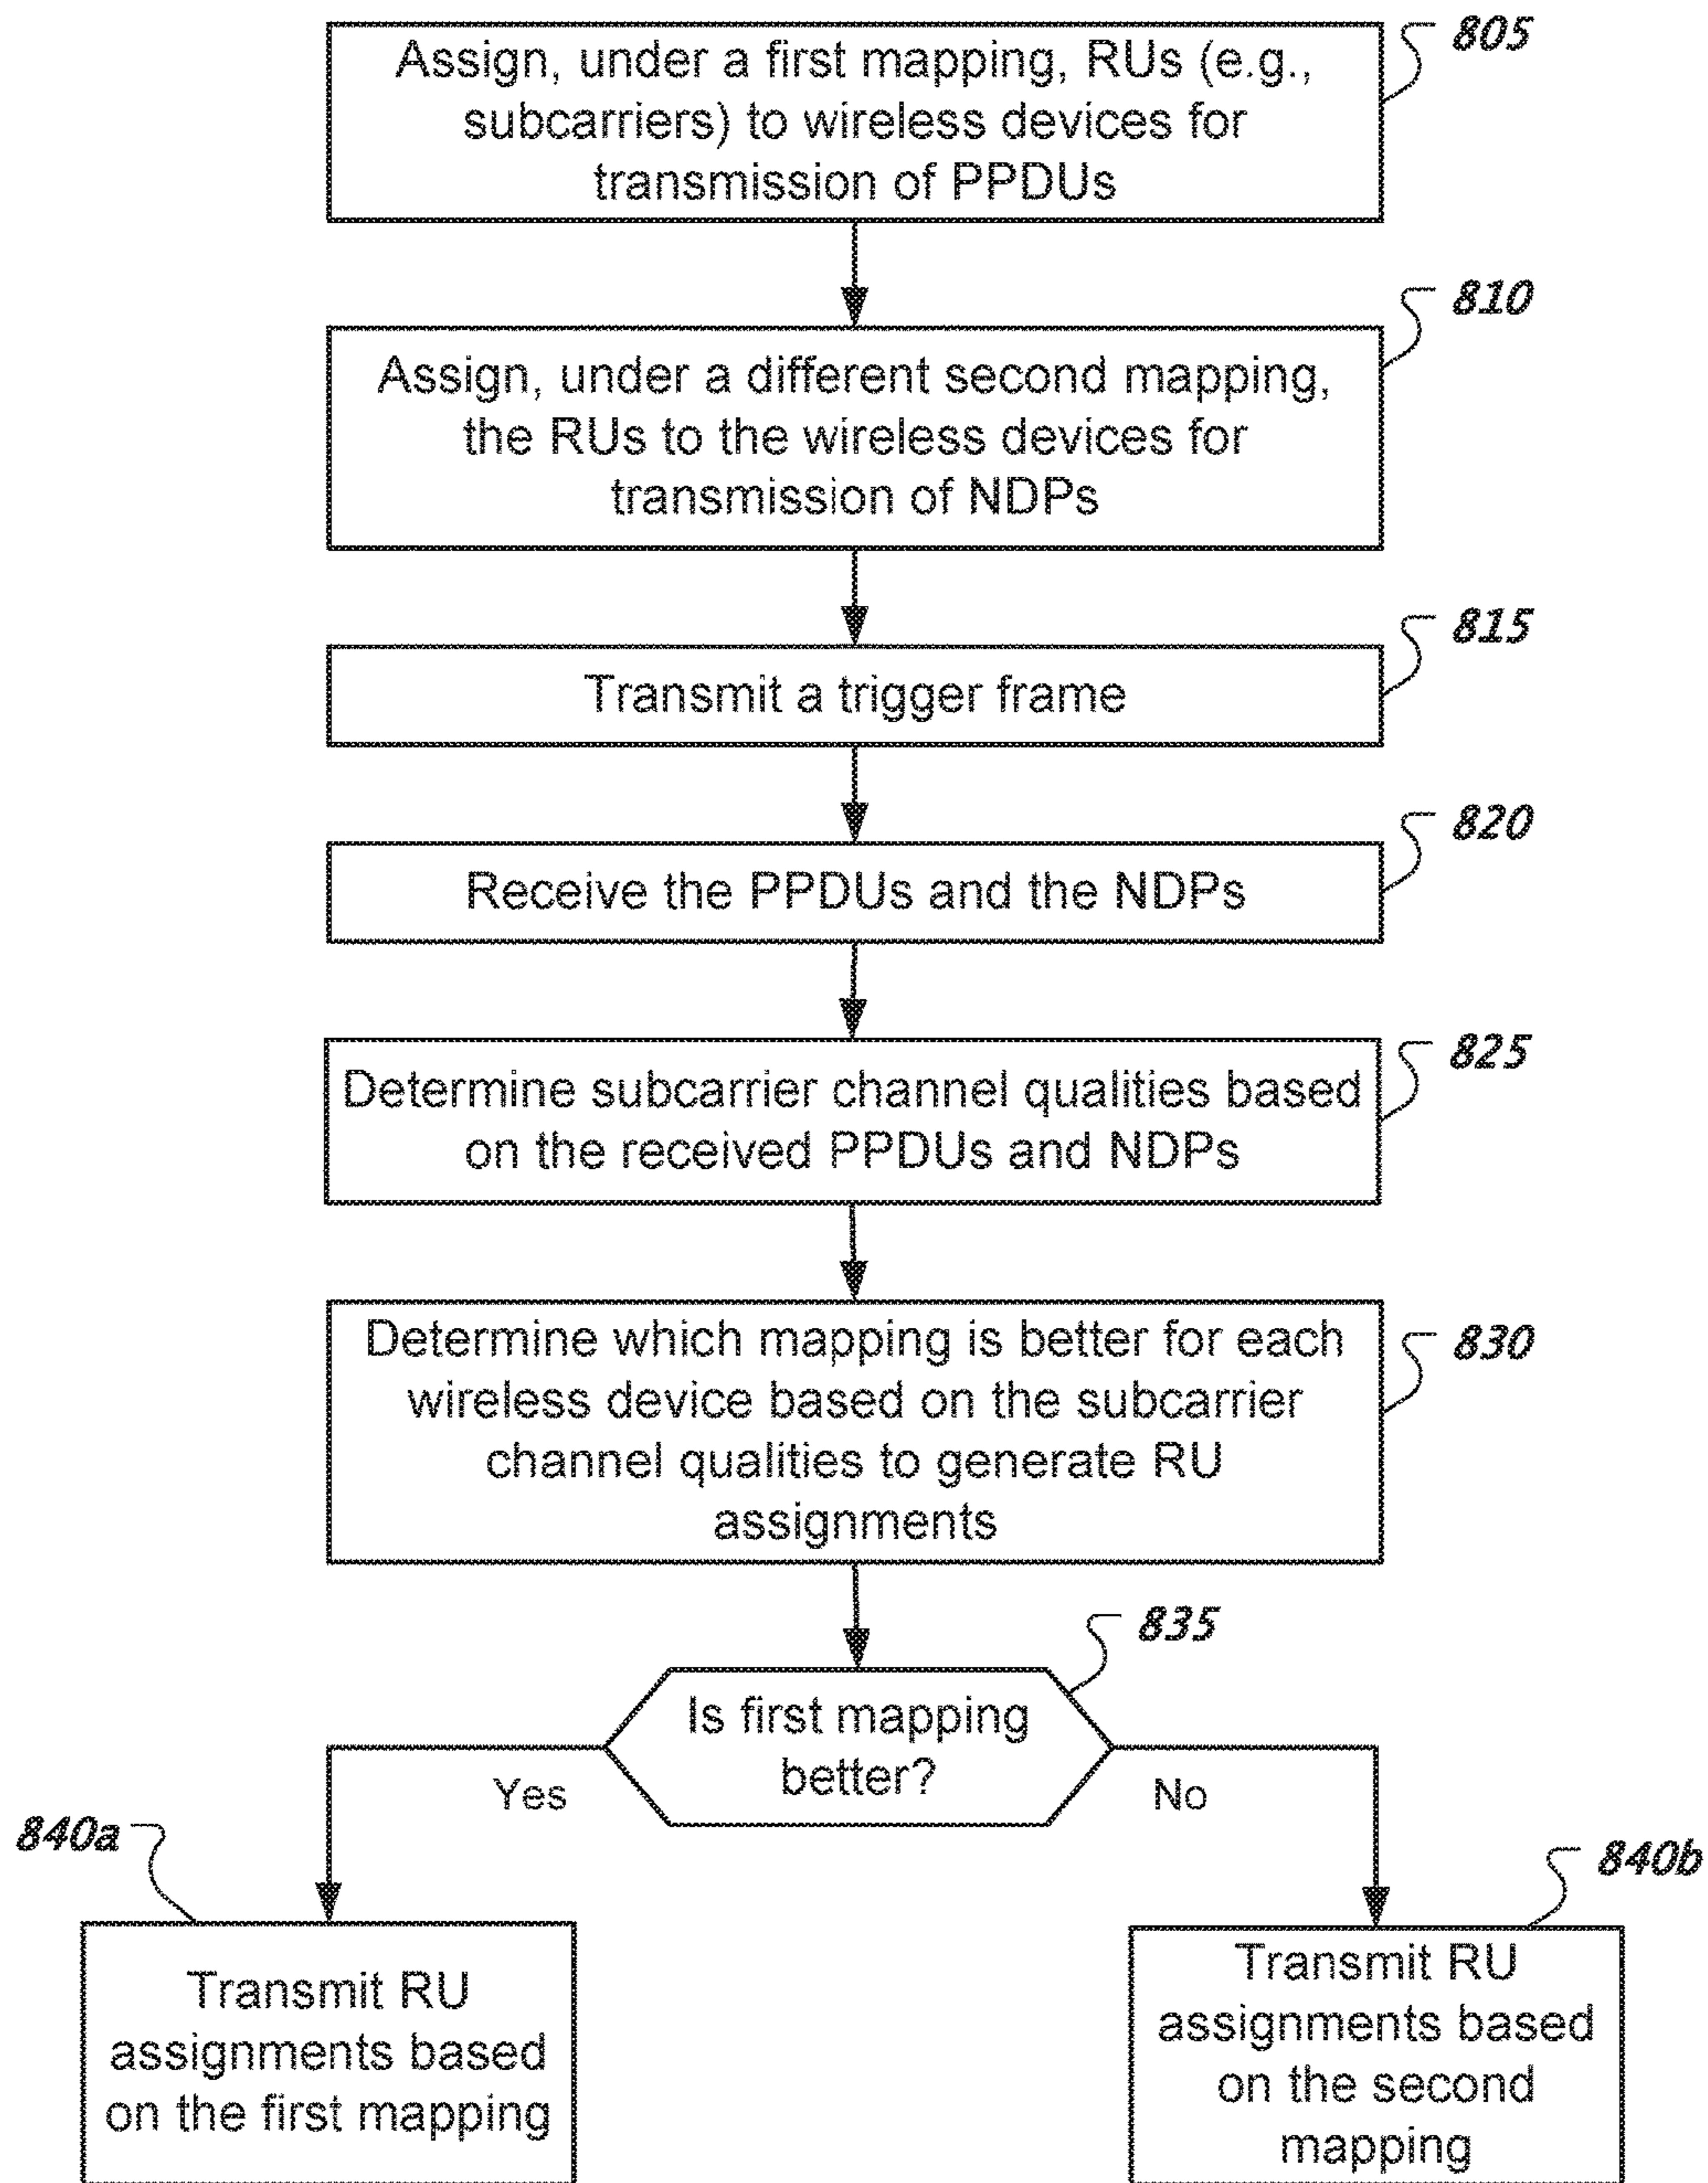 805
Assign, under a first mapping, RUs (e.g.,
subcarriers) to wireless devices for
transmission of PPDUs
810
Assign, under a different second mapping,
the RUs to the wireless devices for
transmission of NDPs
815
Transmit a trigger frame
820
Receive the PPDUs and the NDPs
825
Determine subcarrier channel qualities based
on the received PPDUs and NDPs
830
Determine which mapping is better for each
wireless device based on the subcarrier
channel qualities to generate RU
assignments
835
Is first mapping
better?
Yes
No
840a
Transmit RU
assignments based
on the first mapping
840b
Transmit RU
assignments based
on the second
mapping